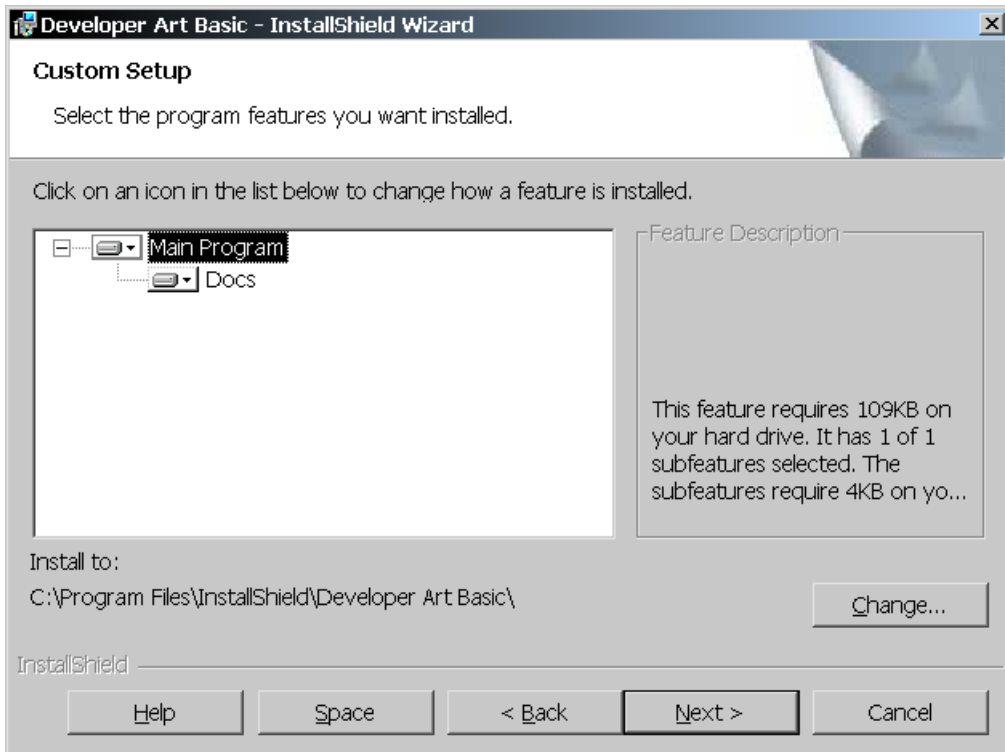 Developer Art Basic - InstallShield Wizard
Custom Setup
Select the program features you want installed.
Click on an icon in the list below to change how a feature is installed.
Main Program
Docs
Feature Description
This feature requires 109KB on
your hard drive. It has 1 of 1
subfeatures selected. The
subfeatures require 4KB on yo...
Install to:
C:\Program Files\InstallShield\Developer Art Basic\
Change...
InstallShield
Help
Space
< Back
Next >
Cancel